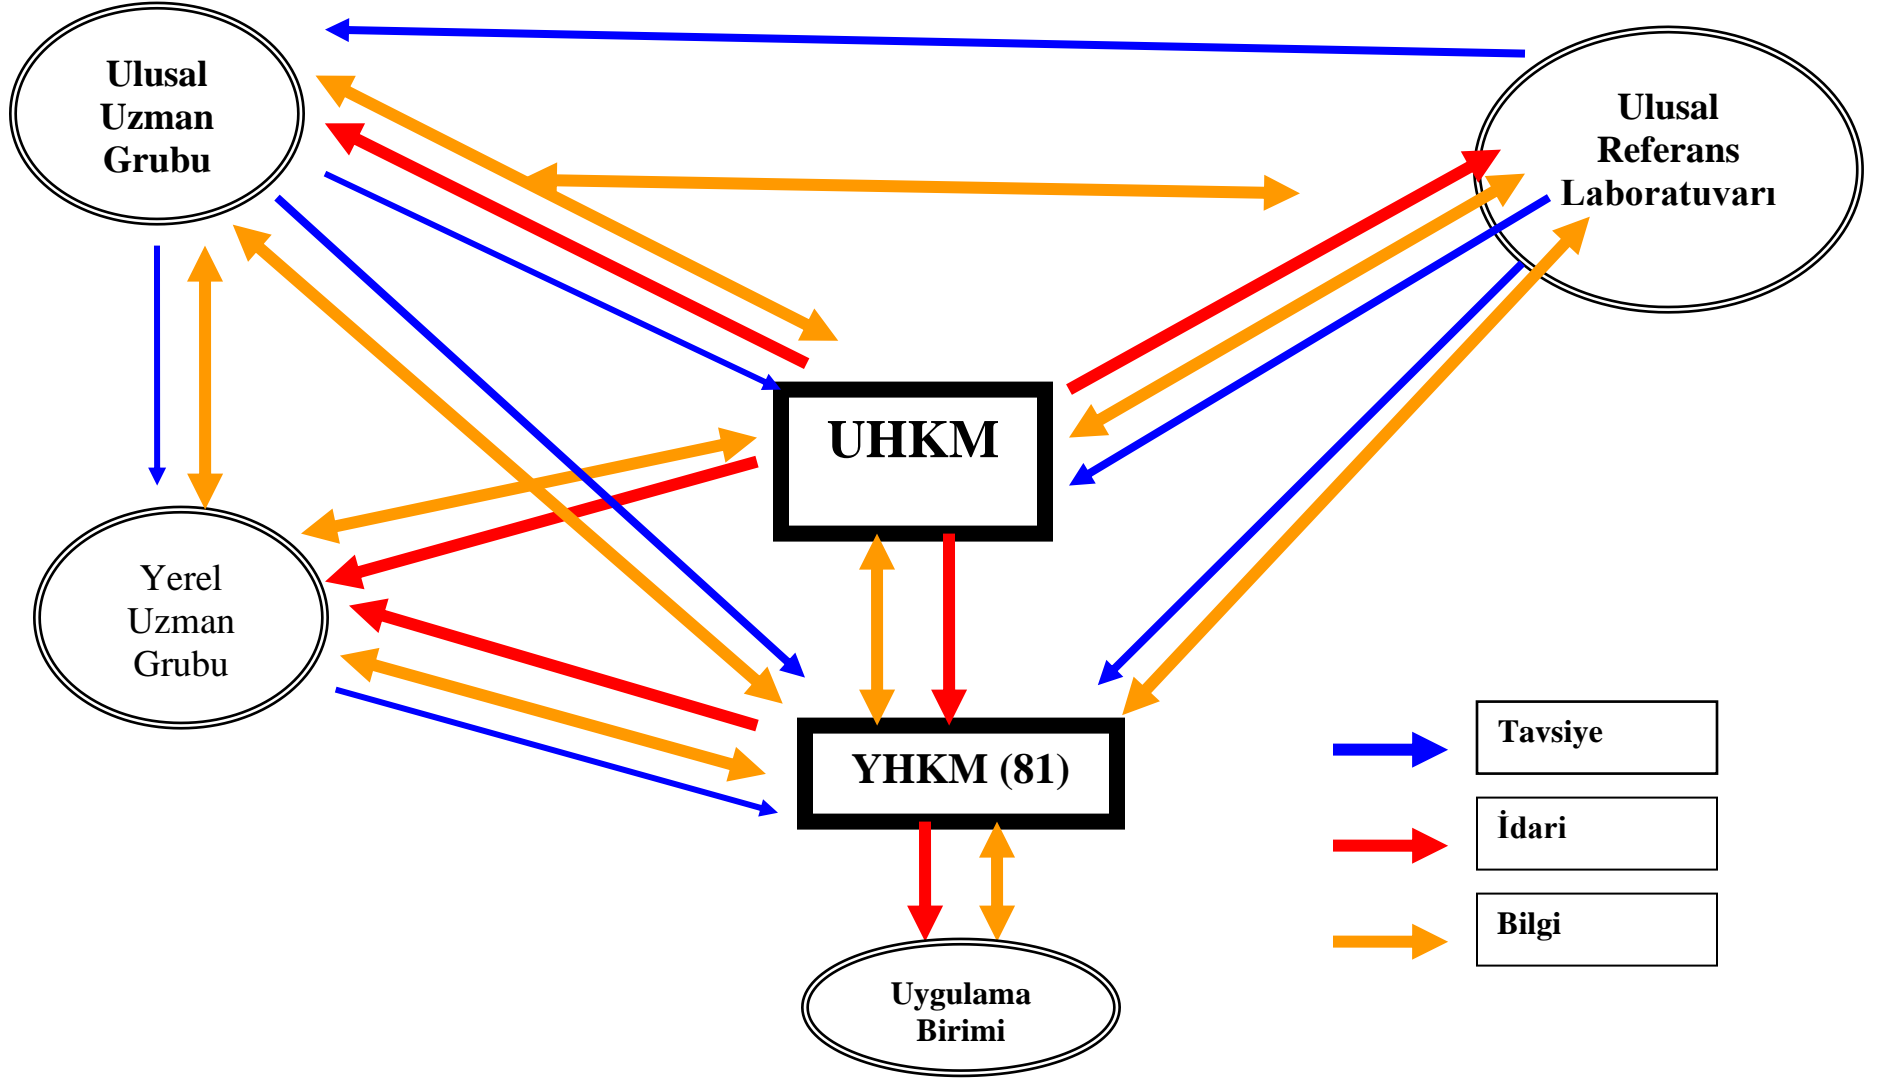 Ulusal
Uzman
Grubu
Ulusal
Referans
Laboratuvarı
UHKM
Yerel
Uzman
Grubu
YHKM (81)
Tavsiye
İdari
Bilgi
Uygulama
Birimi